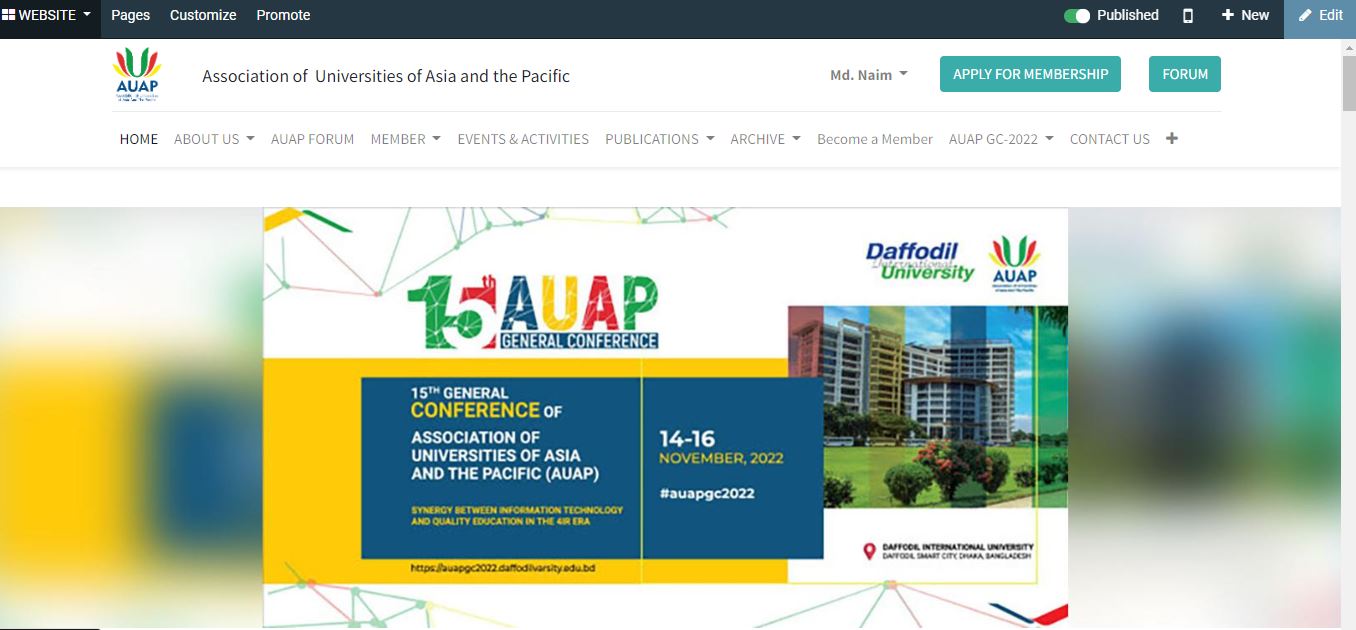 WEBSITE Pages Customize Promote Published New Edit
AUAP
Association of Universities of Asia and the Pacific
Md. Naim
APPLY FOR MEMBERSHIP
FORUM
HOME ABOUT US AUAP FORUM MEMBER EVENTS & ACTIVITIES PUBLICATIONS ARCHIVE Become a Member AUAP GC-2022 CONTACT US
Daffodil
International
University
AUAP
15th AUAP
GENERAL CONFERENCE
15TH GENERAL
CONFERENCE OF
ASSOCIATION OF
UNIVERSITIES OF ASIA
AND THE PACIFIC (AUAP)
SYNERGY BETWEEN INFORMATION TECHNOLOGY
AND QUALITY EDUCATION IN THE 4IR ERA
14-16
NOVEMBER, 2022
#auapgc2022
https://auapgc2022.daffodilvarsity.edu.bd
DAFFODIL INTERNATIONAL UNIVERSITY
DAFFODIL SMART CITY, DHAKA, BANGLADESH